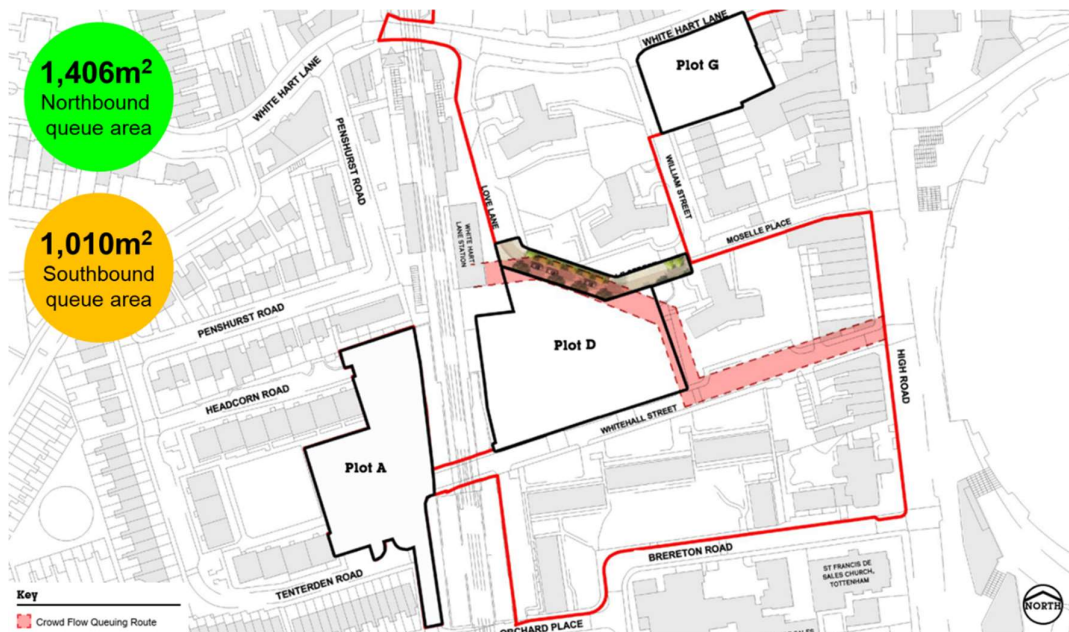 1,406m²
Northbound
queue area
1,010m²
Southbound
queue area
WHITE HART LANE
WHITE HART LANE
Plot G
PENSHURST ROAD
LOVE LANE
WHITE HART
LANE STATION
WILLIAM STREET
MOSELLE PLACE
PENSHURST ROAD
HEADCORN ROAD
Plot D
HIGH ROAD
WHITEHALL STREET
Plot A
TENTERDEN ROAD
BRERETON ROAD
ST FRANCIS DE
SALES CHURCH,
TOTTENHAM
ORCHARD PLACE
Key
Crowd Flow Queuing Route
NORTH